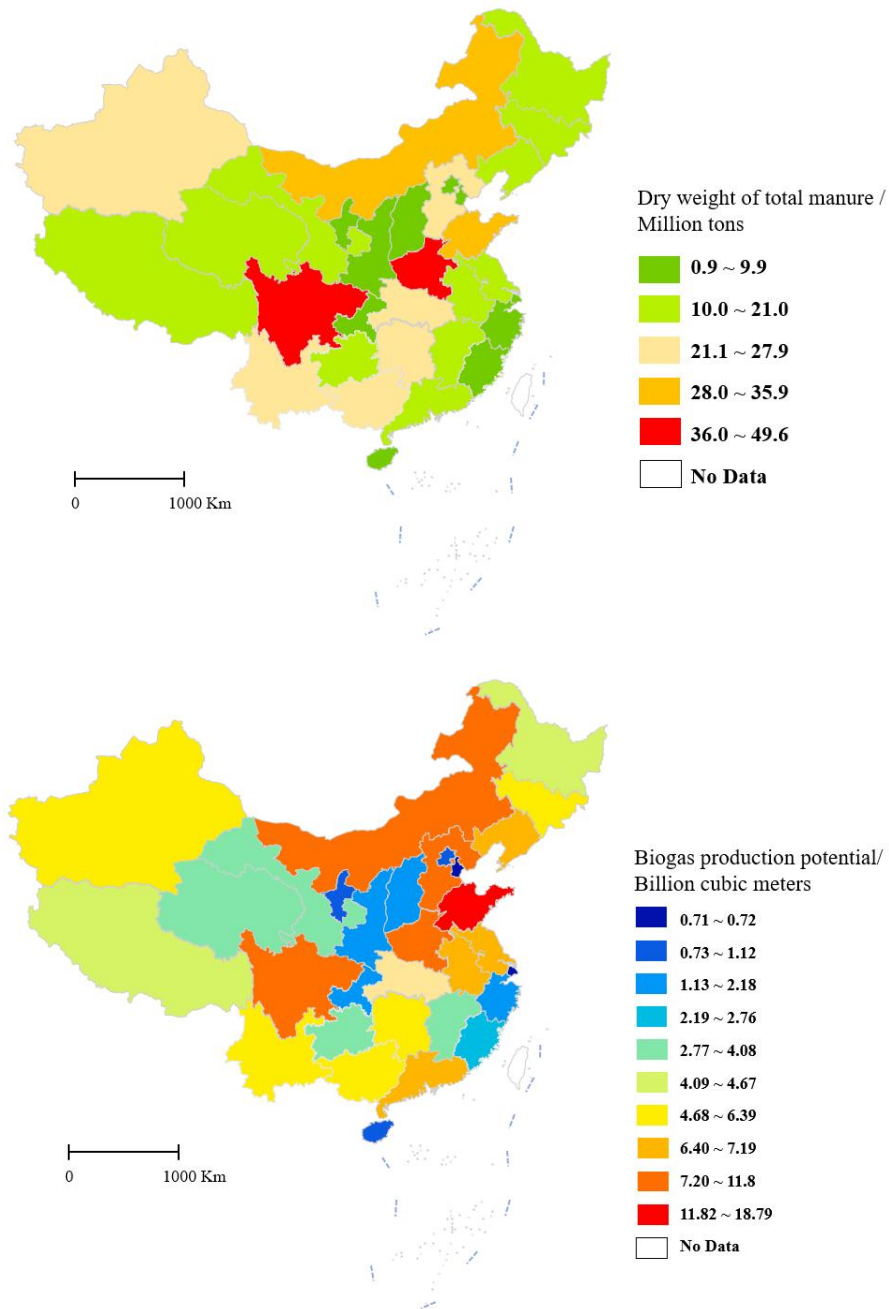 Dry weight of total manure /
Million tons
0.9 ~ 9.9
10.0 ~ 21.0
21.1 ~ 27.9
28.0 ~ 35.9
36.0 ~ 49.6
No Data
0 1000 Km
Biogas production potential/
Billion cubic meters
0.71 ~ 0.72
0.73 ~ 1.12
1.13 ~ 2.18
2.19 ~ 2.76
2.77 ~ 4.08
4.09 ~ 4.67
4.68 ~ 6.39
6.40 ~ 7.19
7.20 ~ 11.8
11.82 ~ 18.79
No Data
0 1000 Km